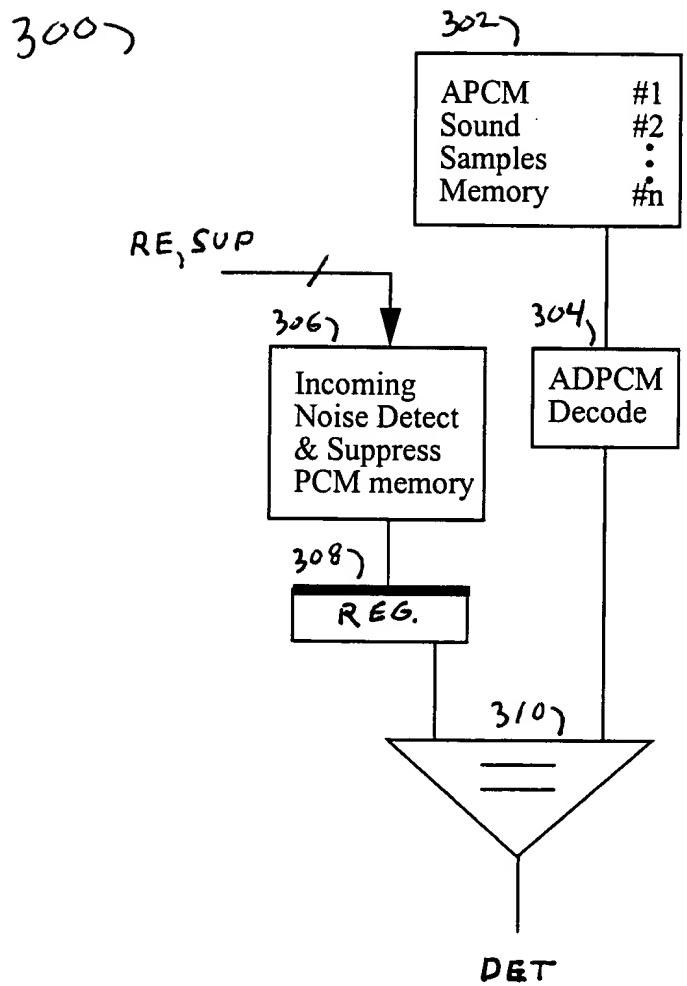 300
302
APCM #1
Sound #2
Samples
Memory #n
RE, SUP
306
304
Incoming
Noise Detect
& Suppress
PCM memory
ADPCM
Decode
308
REG.
310
=
DET